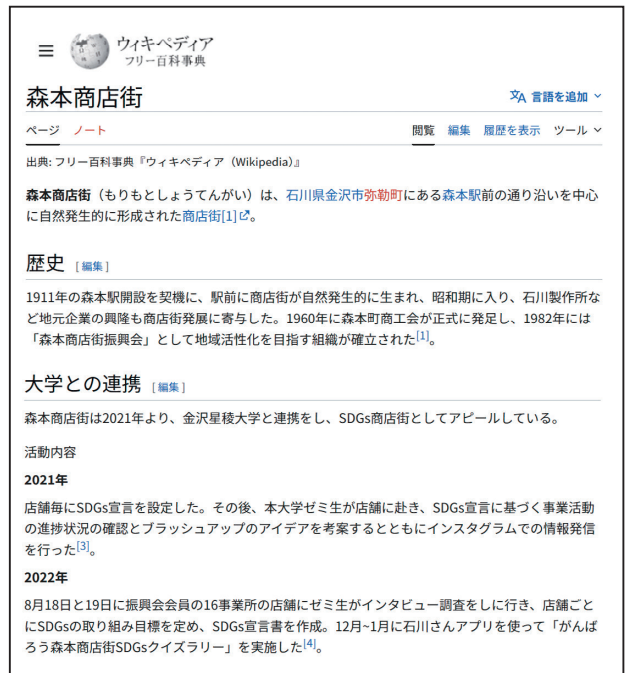 ウィキペディア
フリー百科事典
森本商店街
言語を追加
ページ ノート 閲覧 編集 履歴を表示 ツール
出典: フリー百科事典『ウィキペディア（Wikipedia）』
森本商店街（もりもとしょうてんがい）は、石川県金沢市弥勒町にある森本駅前の通り沿いを中心
に自然発生的に形成された商店街[1]。
歴史 [編集]
1911年の森本駅開設を契機に、駅前に商店街が自然発生的に生まれ、昭和期に入り、石川製作所な
ど地元企業の興隆も商店街発展に寄与した。1960年に森本町商工会が正式に発足し、1982年には
「森本商店街振興会」として地域活性化を目指す組織が確立された[1]。
大学との連携 [編集]
森本商店街は2021年より、金沢星稜大学と連携をし、SDGs商店街としてアピールしている。
活動内容
2021年
店舗毎にSDGs宣言を設定した。その後、本大学ゼミ生が店舗に赴き、SDGs宣言に基づく事業活動
の進捗状況の確認とブラッシュアップのアイデアを考案するとともにインスタグラムでの情報発信
を行った[3]。
2022年
8月18日と19日に振興会会員の16事業所の店舗にゼミ生がインタビュー調査をしに行き、店舗ごと
にSDGsの取り組み目標を定め、SDGs宣言書を作成。12月~1月に石川さんアプリを使って「がんば
ろう森本商店街SDGsクイズラリー」を実施した[4]。